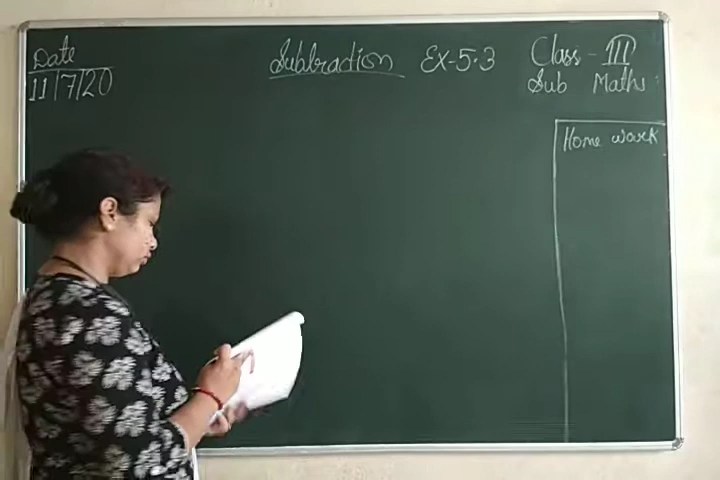 Date
11/7/20
Subtraction Ex-5.3
Class - III
Sub Maths
Home work